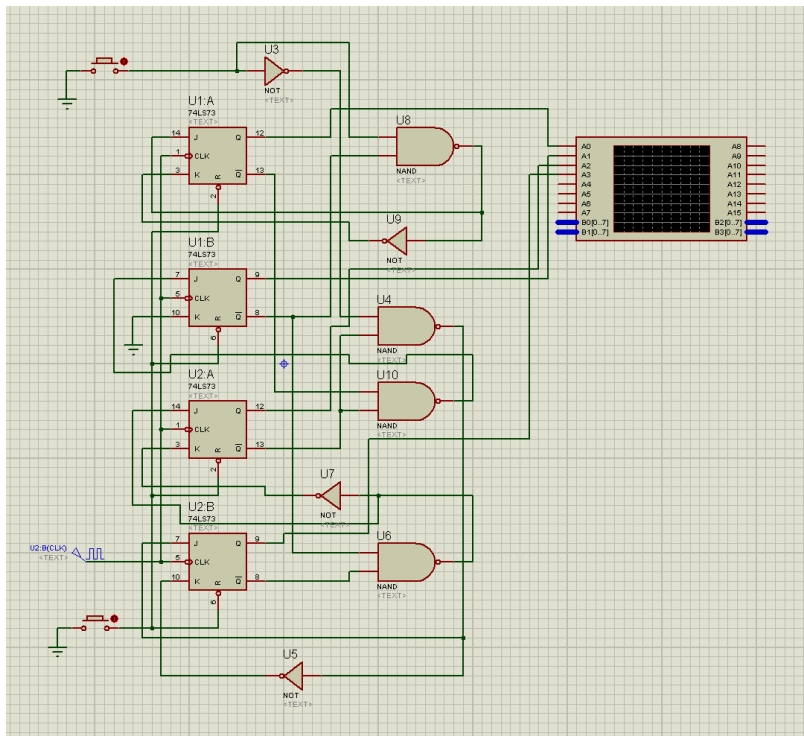 U3
NOT
<TEXT>
U1:A
74LS73
<TEXT>
14 J Q 12
1 CLK
3 K Q 13
R
2
U8
NAND
<TEXT>
U9
NOT
<TEXT>
A0 A8
A1 A9
A2 A10
A3 A11
A4 A12
A5 A13
A6 A14
A7 A15
B0[0..7] B2[0..7]
B1[0..7] B3[0..7]
U1:B
74LS73
<TEXT>
7 J Q 9
5 CLK
10 K Q 8
R
6
U4
NAND
<TEXT>
U10
NAND
<TEXT>
U2:A
74LS73
<TEXT>
14 J Q 12
1 CLK
3 K Q 13
R
2
U7
NOT
<TEXT>
U2:B
74LS73
<TEXT>
7 J Q 9
5 CLK
10 K Q 8
R
6
U2:B(CLK)
<TEXT>
U6
NAND
<TEXT>
U5
NOT
<TEXT>